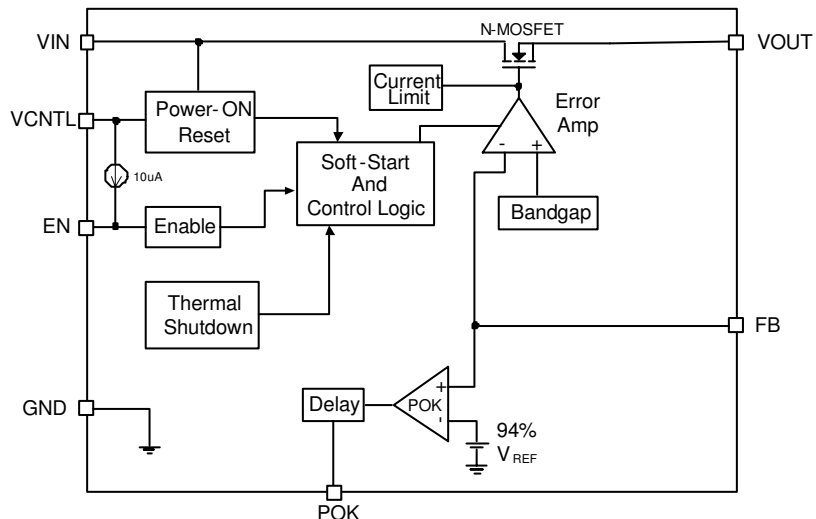 N-MOSFET
VIN
VOUT
Current
Limit
Error
Amp
VCNTL
Power-ON
Reset
- +
Soft-Start
And
Control Logic
10uA
Bandgap
EN
Enable
Thermal
Shutdown
FB
GND
Delay
POK
+
-
94%
VREF
POK